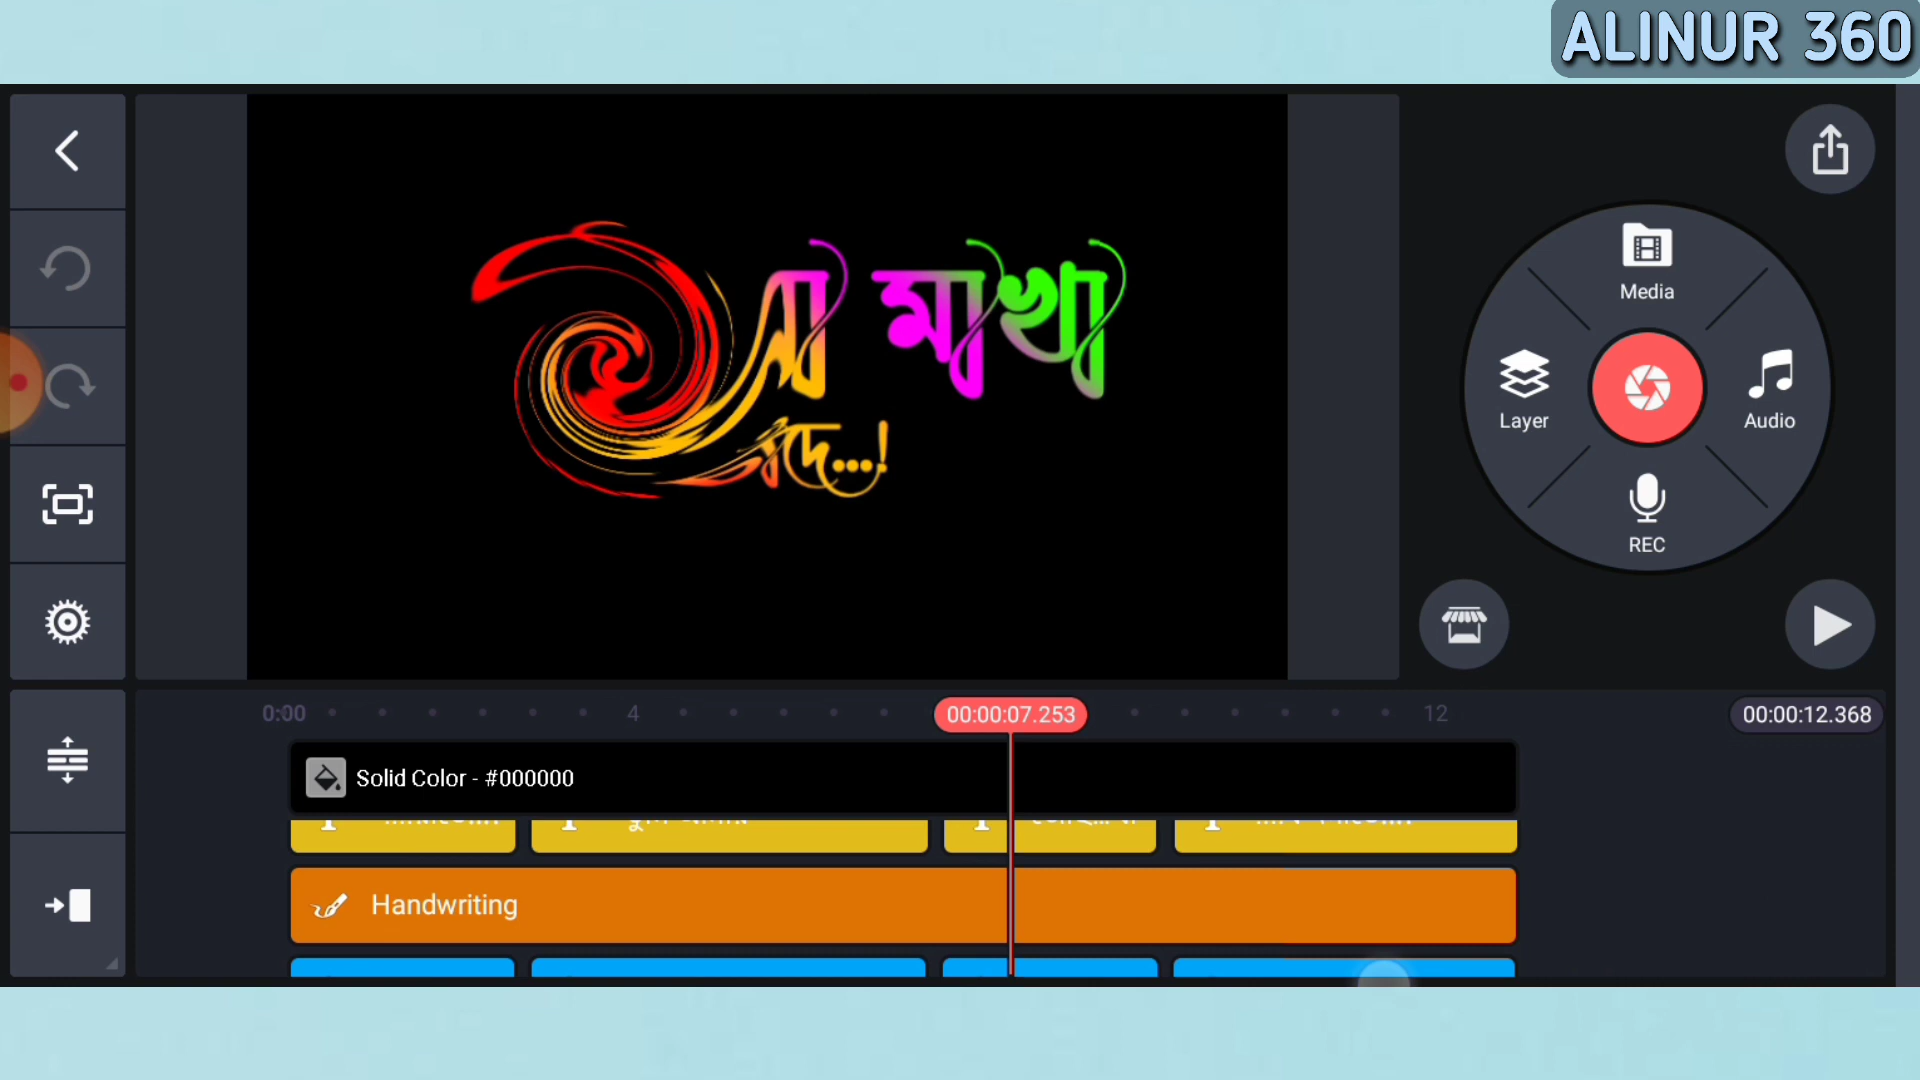 ALINUR 360
মাখা
Media
Layer
Audio
REC
0:00
4
00:00:07.253
12
00:00:12.368
Solid Color - #000000
Handwriting